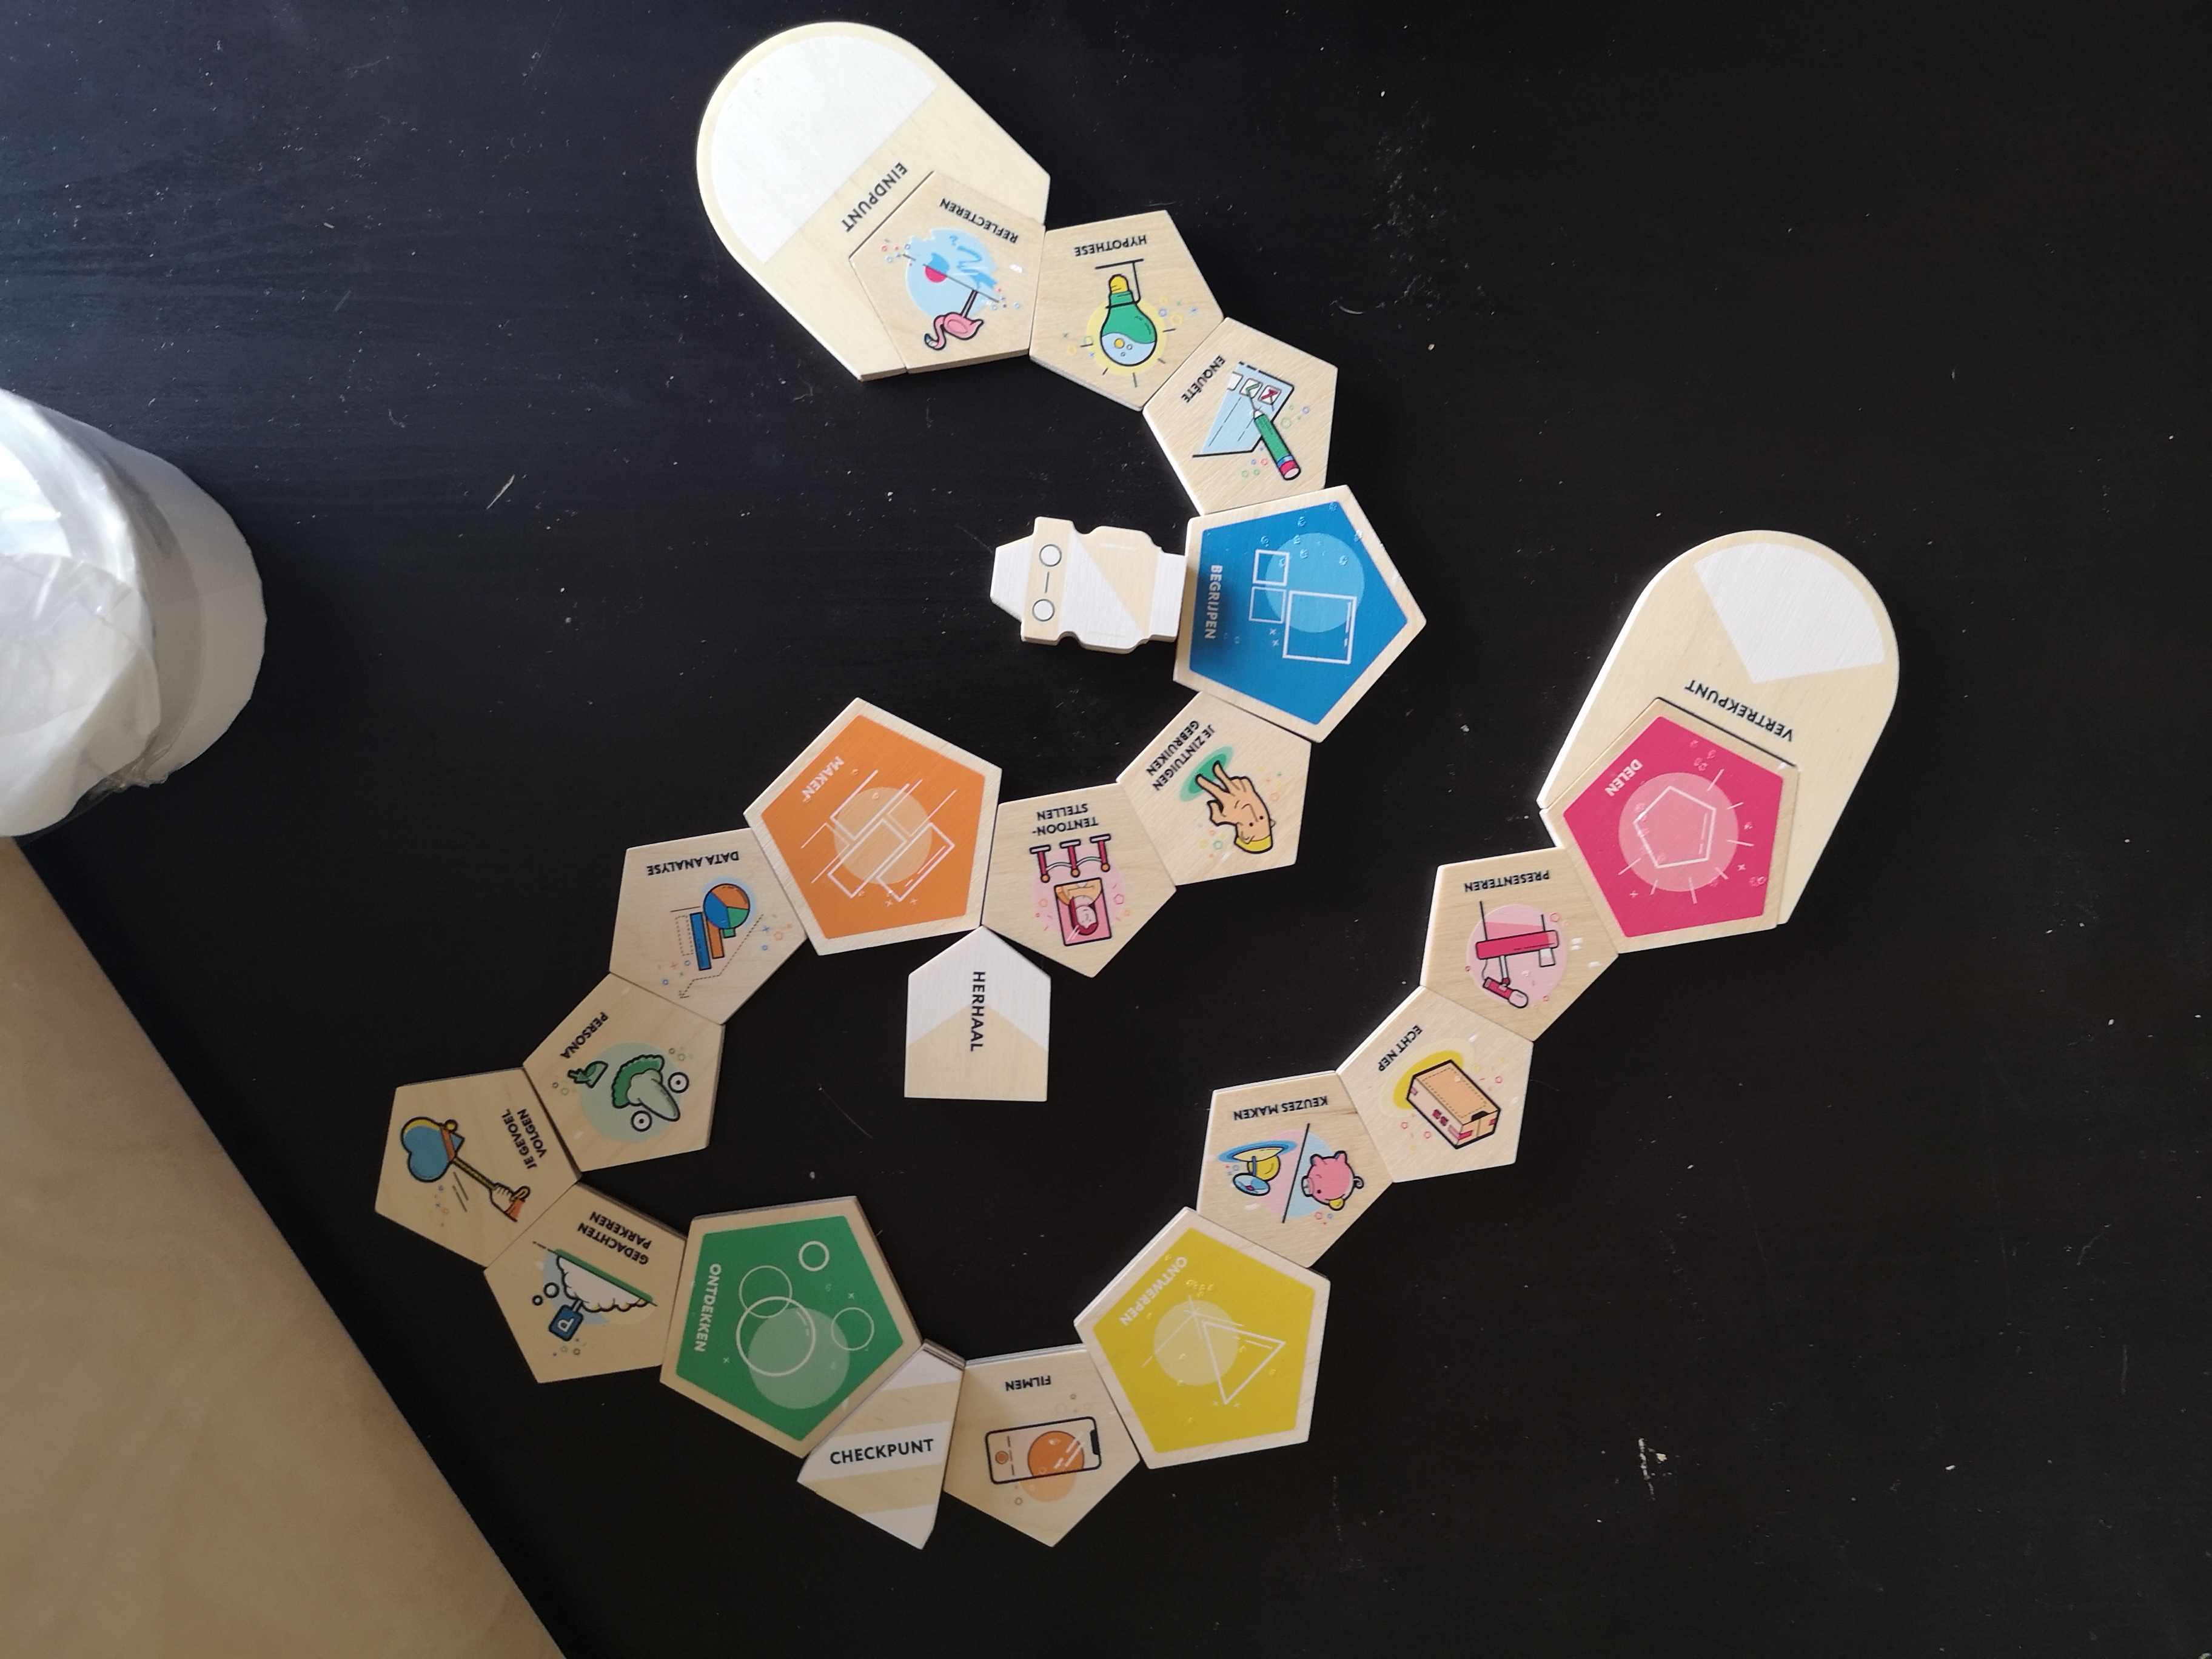 EINDPUNT
REFLECTEREN
HYPOTHESE
ENQUÊTE
BEGRIJPEN
JE ZINTUIGEN
GEBRUIKEN
TENTOON-
STELLEN
MAKEN
HERHAAL
DATA ANALYSE
PERSONA
JE GEVOEL
VOLGEN
GEDACHTEN
PARKEREN
P
ONTDEKKEN
CHECKPUNT
FILMEN
ONTWERPEN
KEUZES MAKEN
ECHT NEP
PRESENTEREN
DELEN
VERTREKPUNT